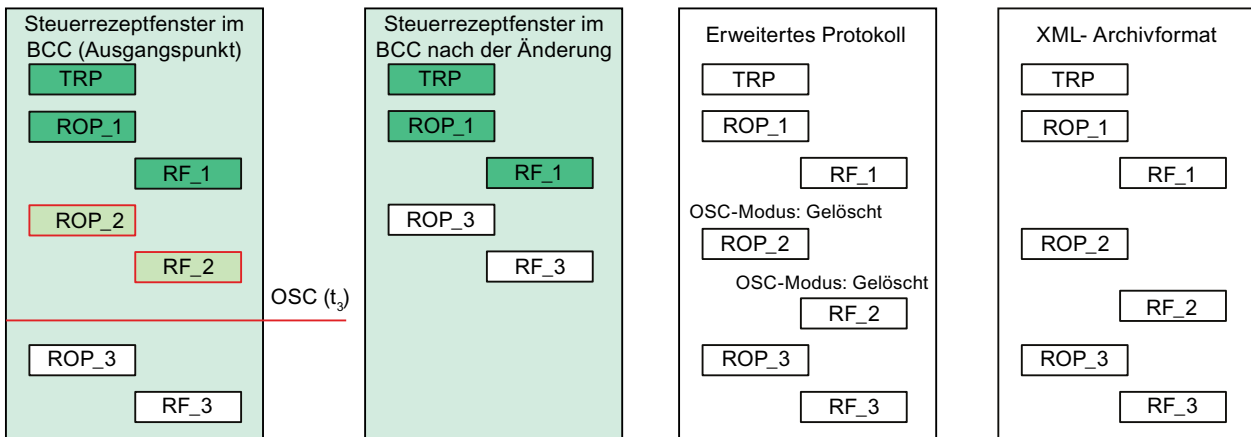 Steuerrezeptfenster im
BCC (Ausgangspunkt)
TRP
ROP_1
RF_1
ROP_2
RF_2
OSC (t3)
ROP_3
RF_3
Steuerrezeptfenster im
BCC nach der Änderung
TRP
ROP_1
RF_1
ROP_3
RF_3
Erweitertes Protokoll
TRP
ROP_1
RF_1
OSC-Modus: Gelöscht
ROP_2
OSC-Modus: Gelöscht
RF_2
ROP_3
RF_3
XML- Archivformat
TRP
ROP_1
RF_1
ROP_2
RF_2
ROP_3
RF_3